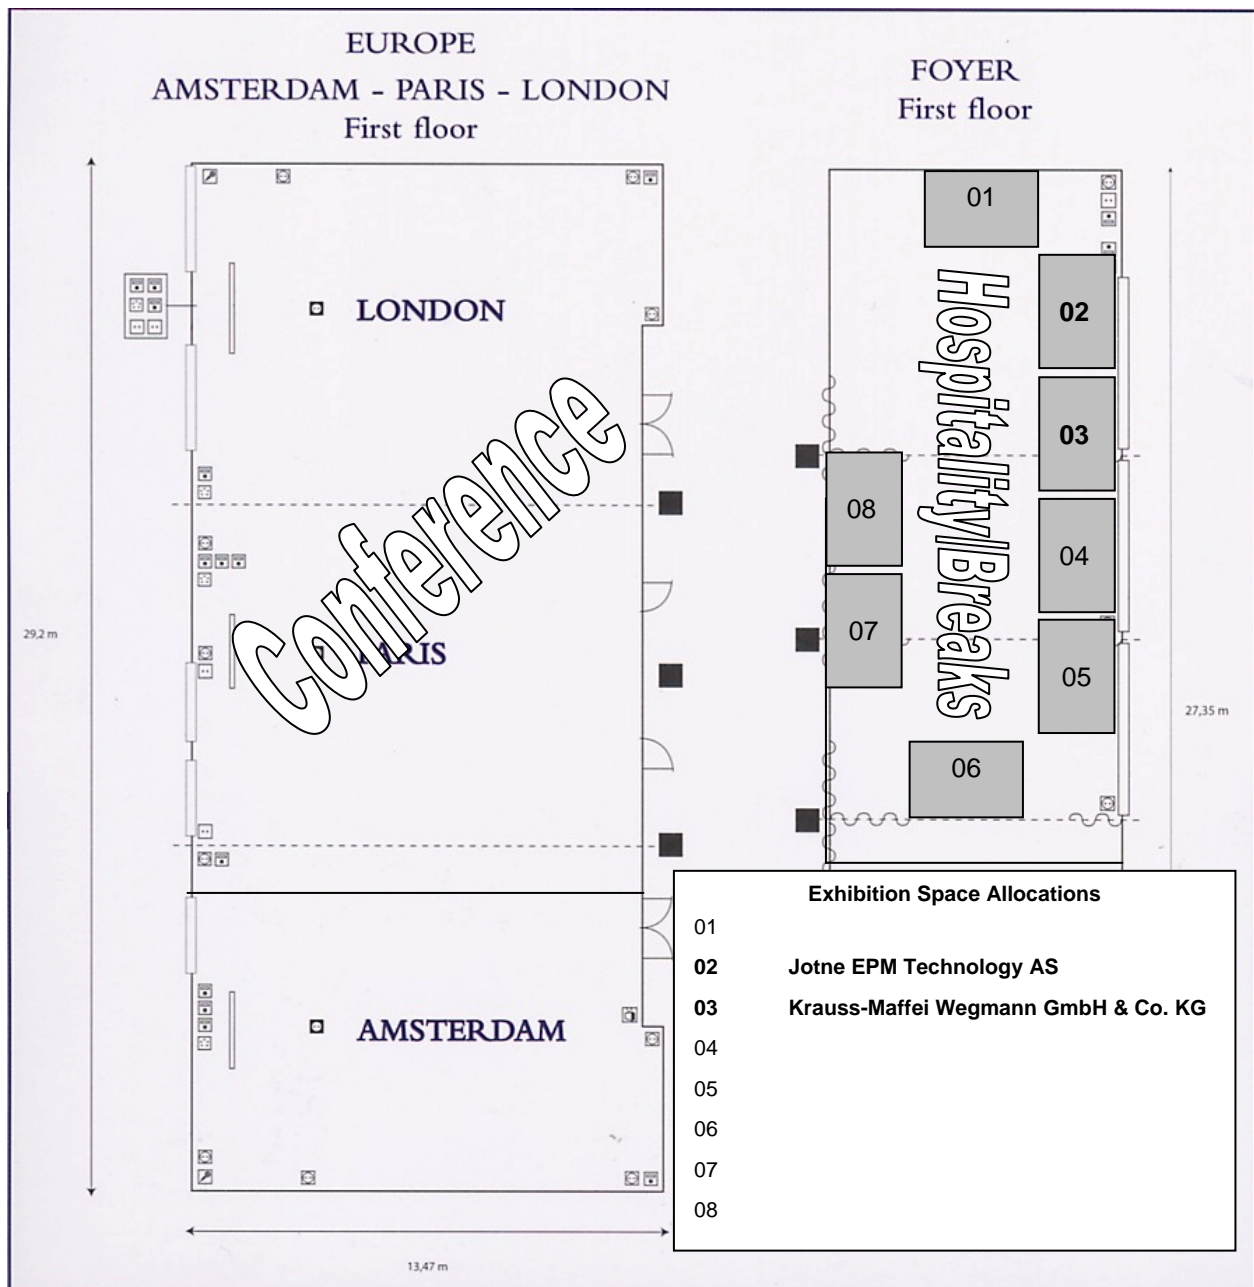 EUROPE
AMSTERDAM - PARIS - LONDON
First floor
FOYER
First floor
LONDON
Conference
PARIS
AMSTERDAM
29,2 m
13,47 m
01
02
03
04
05
06
07
08
Hospitality/Breaks
27,35 m
Exhibition Space Allocations
01
02 Jotne EPM Technology AS
03 Krauss-Maffei Wegmann GmbH & Co. KG
04
05
06
07
08